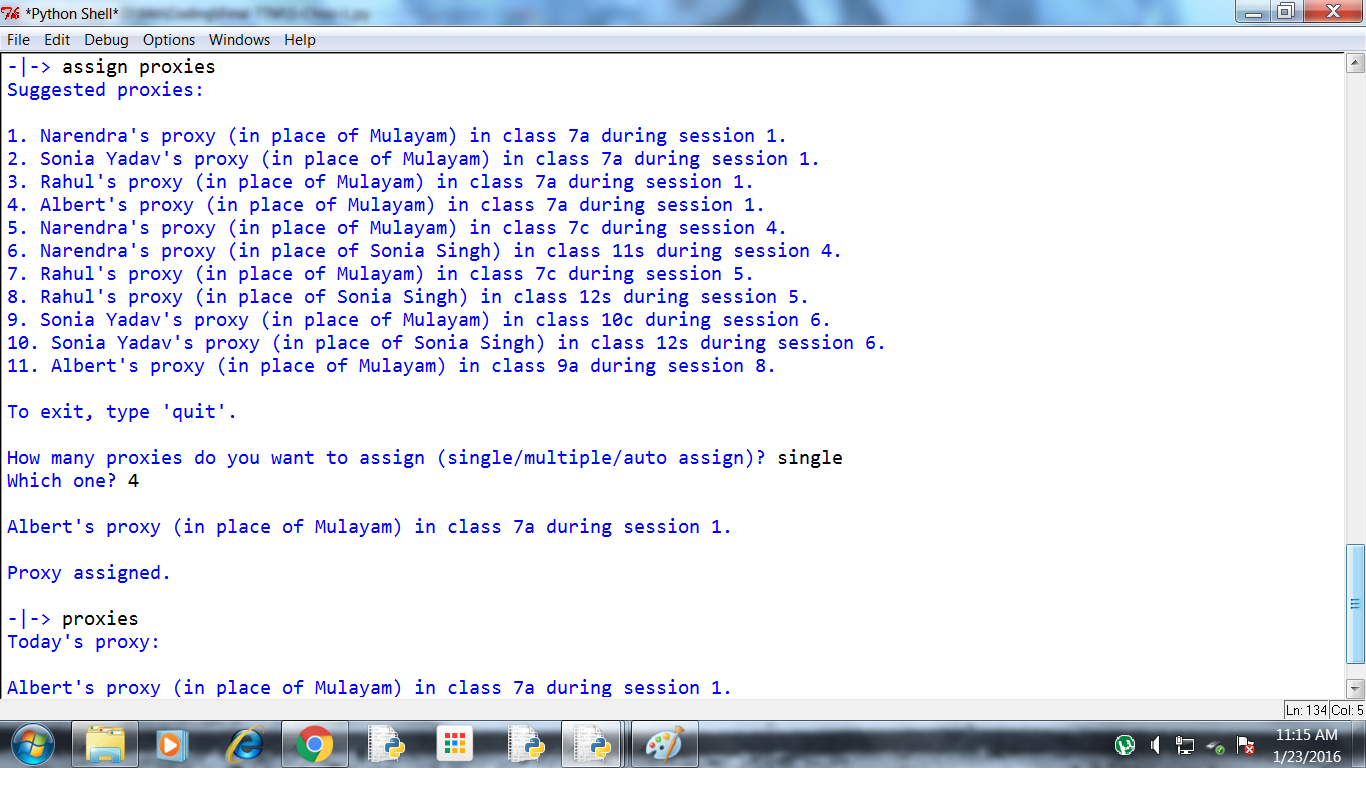 *Python Shell*
File Edit Debug Options Windows Help
-|-> assign proxies
Suggested proxies:
1. Narendra's proxy (in place of Mulayam) in class 7a during session 1.
2. Sonia Yadav's proxy (in place of Mulayam) in class 7a during session 1.
3. Rahul's proxy (in place of Mulayam) in class 7a during session 1.
4. Albert's proxy (in place of Mulayam) in class 7a during session 1.
5. Narendra's proxy (in place of Mulayam) in class 7c during session 4.
6. Narendra's proxy (in place of Sonia Singh) in class 11s during session 4.
7. Rahul's proxy (in place of Mulayam) in class 7c during session 5.
8. Rahul's proxy (in place of Sonia Singh) in class 12s during session 5.
9. Sonia Yadav's proxy (in place of Mulayam) in class 10c during session 6.
10. Sonia Yadav's proxy (in place of Sonia Singh) in class 12s during session 6.
11. Albert's proxy (in place of Mulayam) in class 9a during session 8.
To exit, type 'quit'.
How many proxies do you want to assign (single/multiple/auto assign)? single
Which one? 4
Albert's proxy (in place of Mulayam) in class 7a during session 1.
Proxy assigned.
-|-> proxies
Today's proxy:
Albert's proxy (in place of Mulayam) in class 7a during session 1.
Ln: 134 Col: 5
11:15 AM
1/23/2016